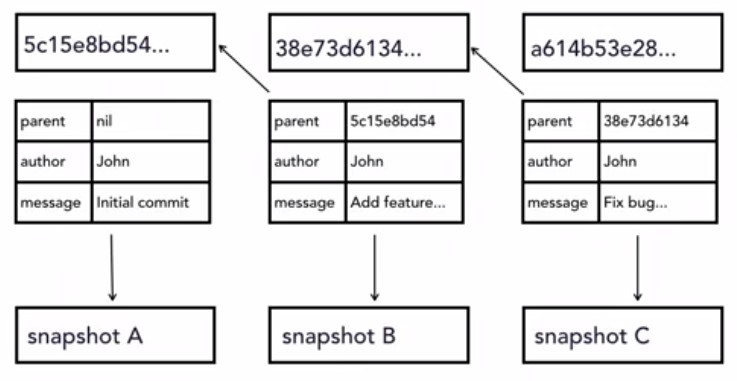 5c15e8bd54... 38e73d6134... a614b53e28...
parent nil parent 5c15e8bd54 parent 38e73d6134
author John author John author John
message Initial commit message Add feature... message Fix bug...
snapshot A snapshot B snapshot C